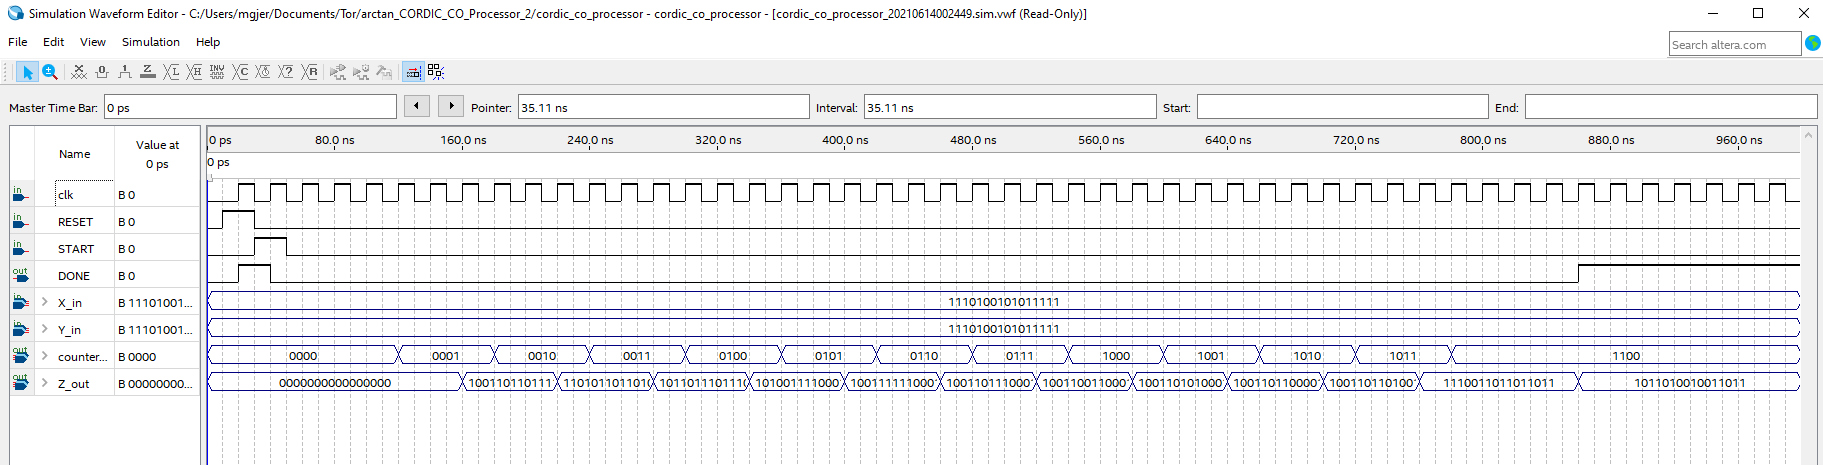 Simulation Waveform Editor - C:/Users/mgjer/Documents/Tor/arctan_CORDIC_CO_Processor_2/cordic_co_processor - cordic_co_processor - [cordic_co_processor_20210614002449.sim.vwf (Read-Only)]
File Edit View Simulation Help
Search altera.com
Master Time Bar: 0 ps Pointer: 35.11 ns Interval: 35.11 ns Start: End:
Name Value at 0 ps
0 ps 80.0 ns 160.0 ns 240.0 ns 320.0 ns 400.0 ns 480.0 ns 560.0 ns 640.0 ns 720.0 ns 800.0 ns 880.0 ns 960.0 ns
0 ps
in clk B 0
in RESET B 0
in START B 0
out DONE B 0
in X_in B 11101001... 1110100101011111
in Y_in B 11101001... 1110100101011111
out counter... B 0000 0000 0001 0010 0011 0100 0101 0110 0111 1000 1001 1010 1011 1100
out Z_out B 00000000... 0000000000000000 100110110111 1101011011010 1011011101110 101001111000 1001111110001 1001101110001 1001100110001 100110101000 1001101100001 100110110100 1110011011011011 1011010010011011